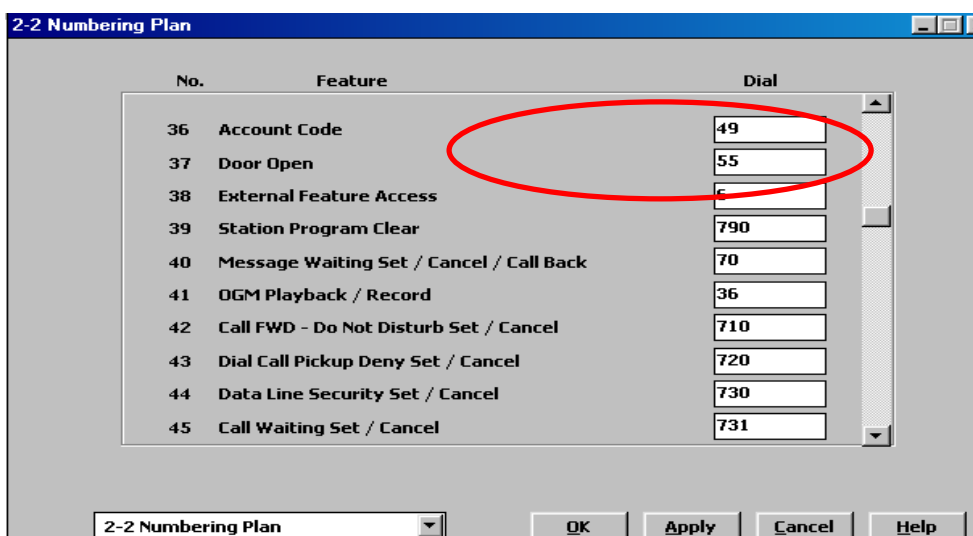 2-2 Numbering Plan
No. Feature Dial
36 Account Code 49
37 Door Open 55
38 External Feature Access
39 Station Program Clear 790
40 Message Waiting Set / Cancel / Call Back 70
41 OGM Playback / Record 36
42 Call FWD - Do Not Disturb Set / Cancel 710
43 Dial Call Pickup Deny Set / Cancel 720
44 Data Line Security Set / Cancel 730
45 Call Waiting Set / Cancel 731
2-2 Numbering Plan OK Apply Cancel Help